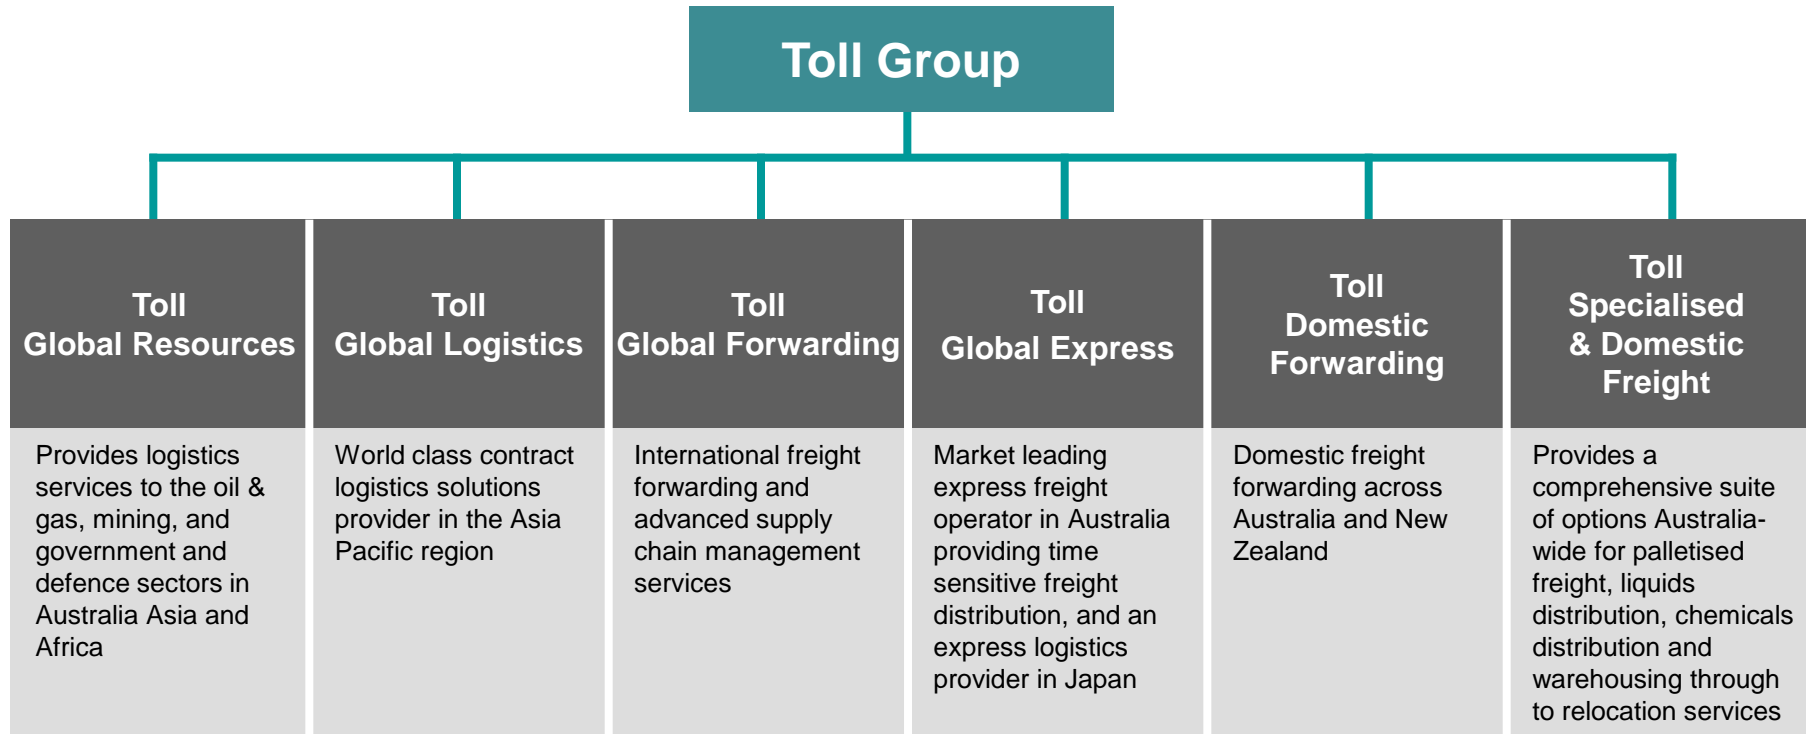 Toll Group
Toll
Global Resources
Toll
Global Logistics
Toll
Global Forwarding
Toll
Global Express
Toll
Domestic
Forwarding
Toll
Specialised
& Domestic
Freight
Provides logistics
services to the oil &
gas, mining, and
government and
defence sectors in
Australia Asia and
Africa
World class contract
logistics solutions
provider in the Asia
Pacific region
International freight
forwarding and
advanced supply
chain management
services
Market leading
express freight
operator in Australia
providing time
sensitive freight
distribution, and an
express logistics
provider in Japan
Domestic freight
forwarding across
Australia and New
Zealand
Provides a
comprehensive suite
of options Australia-
wide for palletised
freight, liquids
distribution, chemicals
distribution and
warehousing through
to relocation services